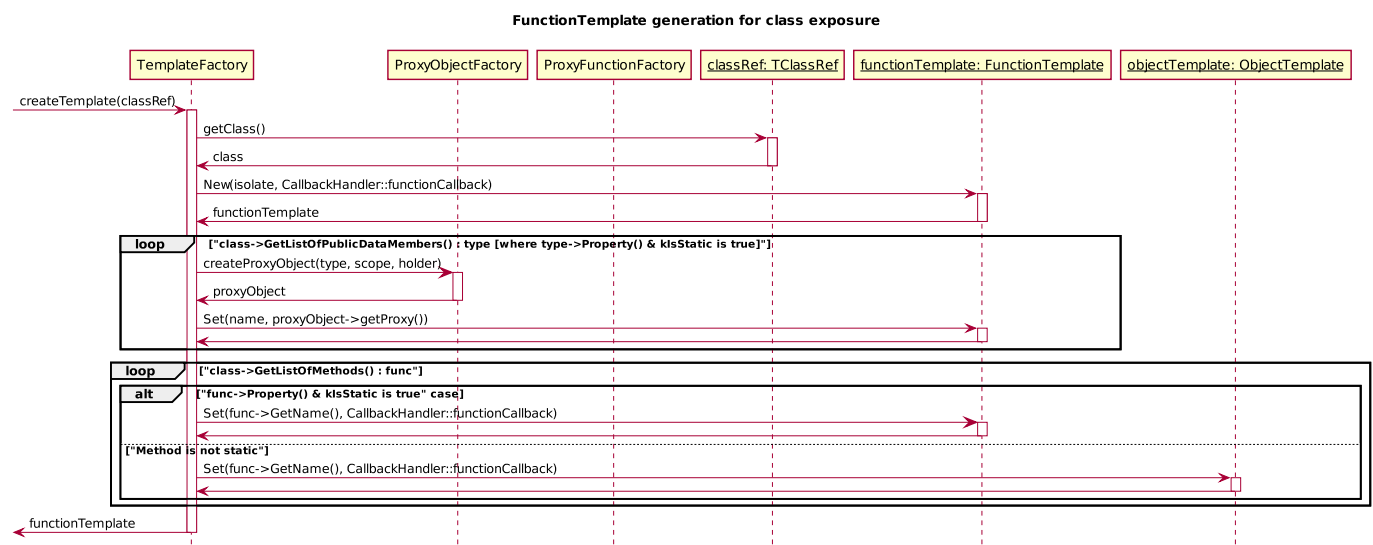 FunctionTemplate generation for class exposure
TemplateFactory
ProxyObjectFactory
ProxyFunctionFactory
classRef: TClassRef
functionTemplate: FunctionTemplate
objectTemplate: ObjectTemplate
createTemplate(classRef)
getClass()
class
New(isolate, CallbackHandler::functionCallback)
functionTemplate
loop ["class->GetListOfPublicDataMembers() : type [where type->Property() & kIsStatic is true]"]
createProxyObject(type, scope, holder)
proxyObject
Set(name, proxyObject->getProxy())
loop ["class->GetListOfMethods() : func"]
alt ["func->Property() & kIsStatic is true" case]
Set(func->GetName(), CallbackHandler::functionCallback)
["Method is not static"]
Set(func->GetName(), CallbackHandler::functionCallback)
functionTemplate